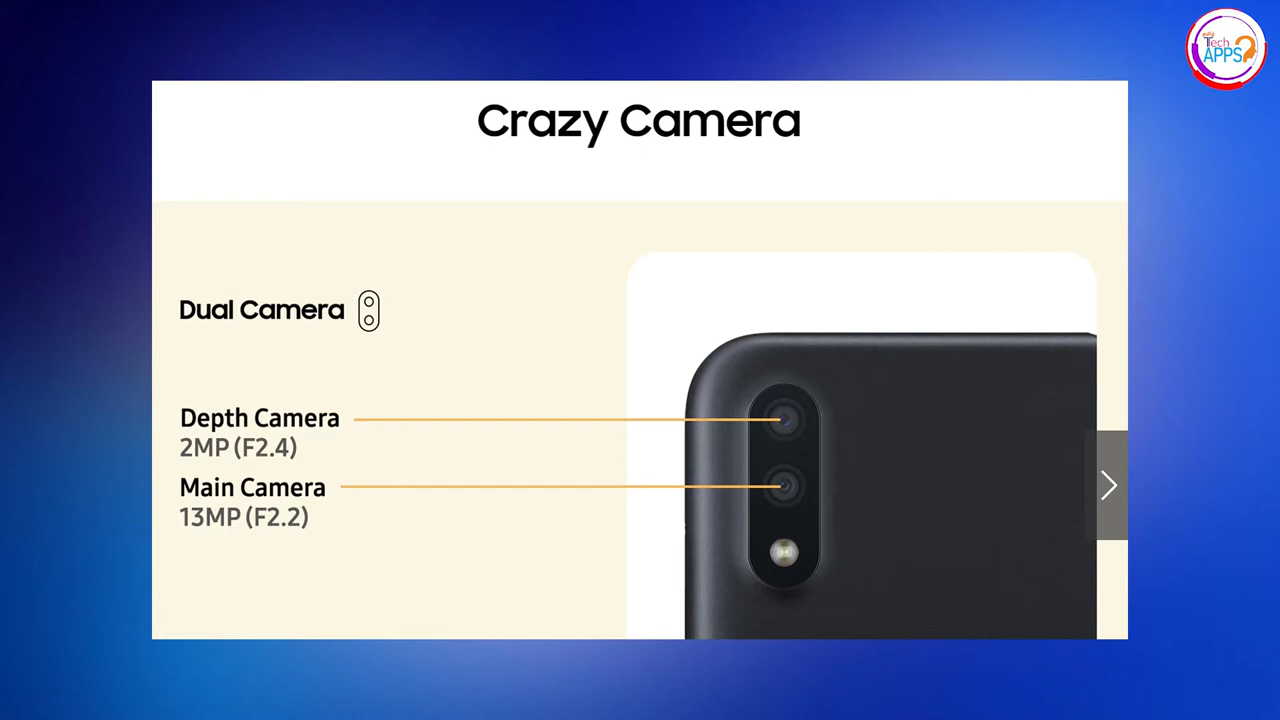 Crazy Camera
Dual Camera
Depth Camera
2MP (F2.4)
Main Camera
13MP (F2.2)
Tech
APPS